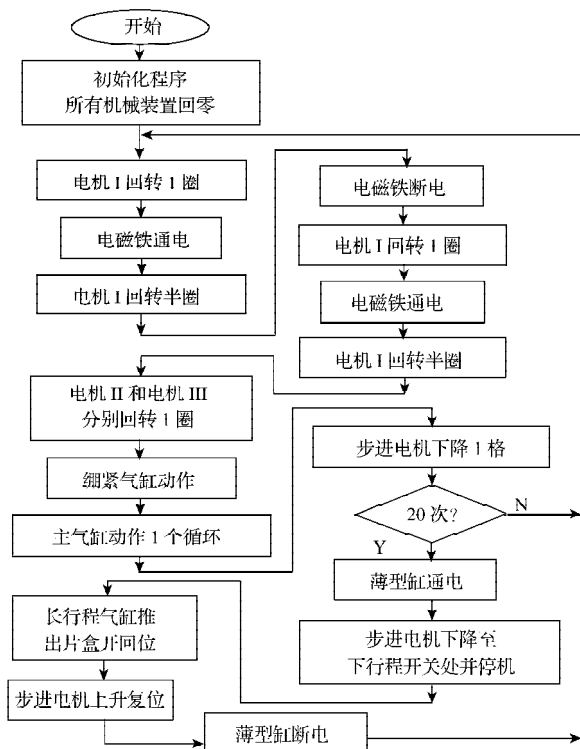 开始
初始化程序
所有机械装置回零
电机 I 回转 1 圈
电磁铁通电
电机 I 回转半圈
电磁铁断电
电机 I 回转 1 圈
电磁铁通电
电机 I 回转半圈
电机 II 和电机 III
分别回转 1 圈
绷紧气缸动作
主气缸动作 1 个循环
步进电机下降 1 格
20 次?
N
Y
薄型缸通电
步进电机下降至
下行程开关处并停机
长行程气缸推
出片盒并回位
步进电机上升复位
薄型缸断电